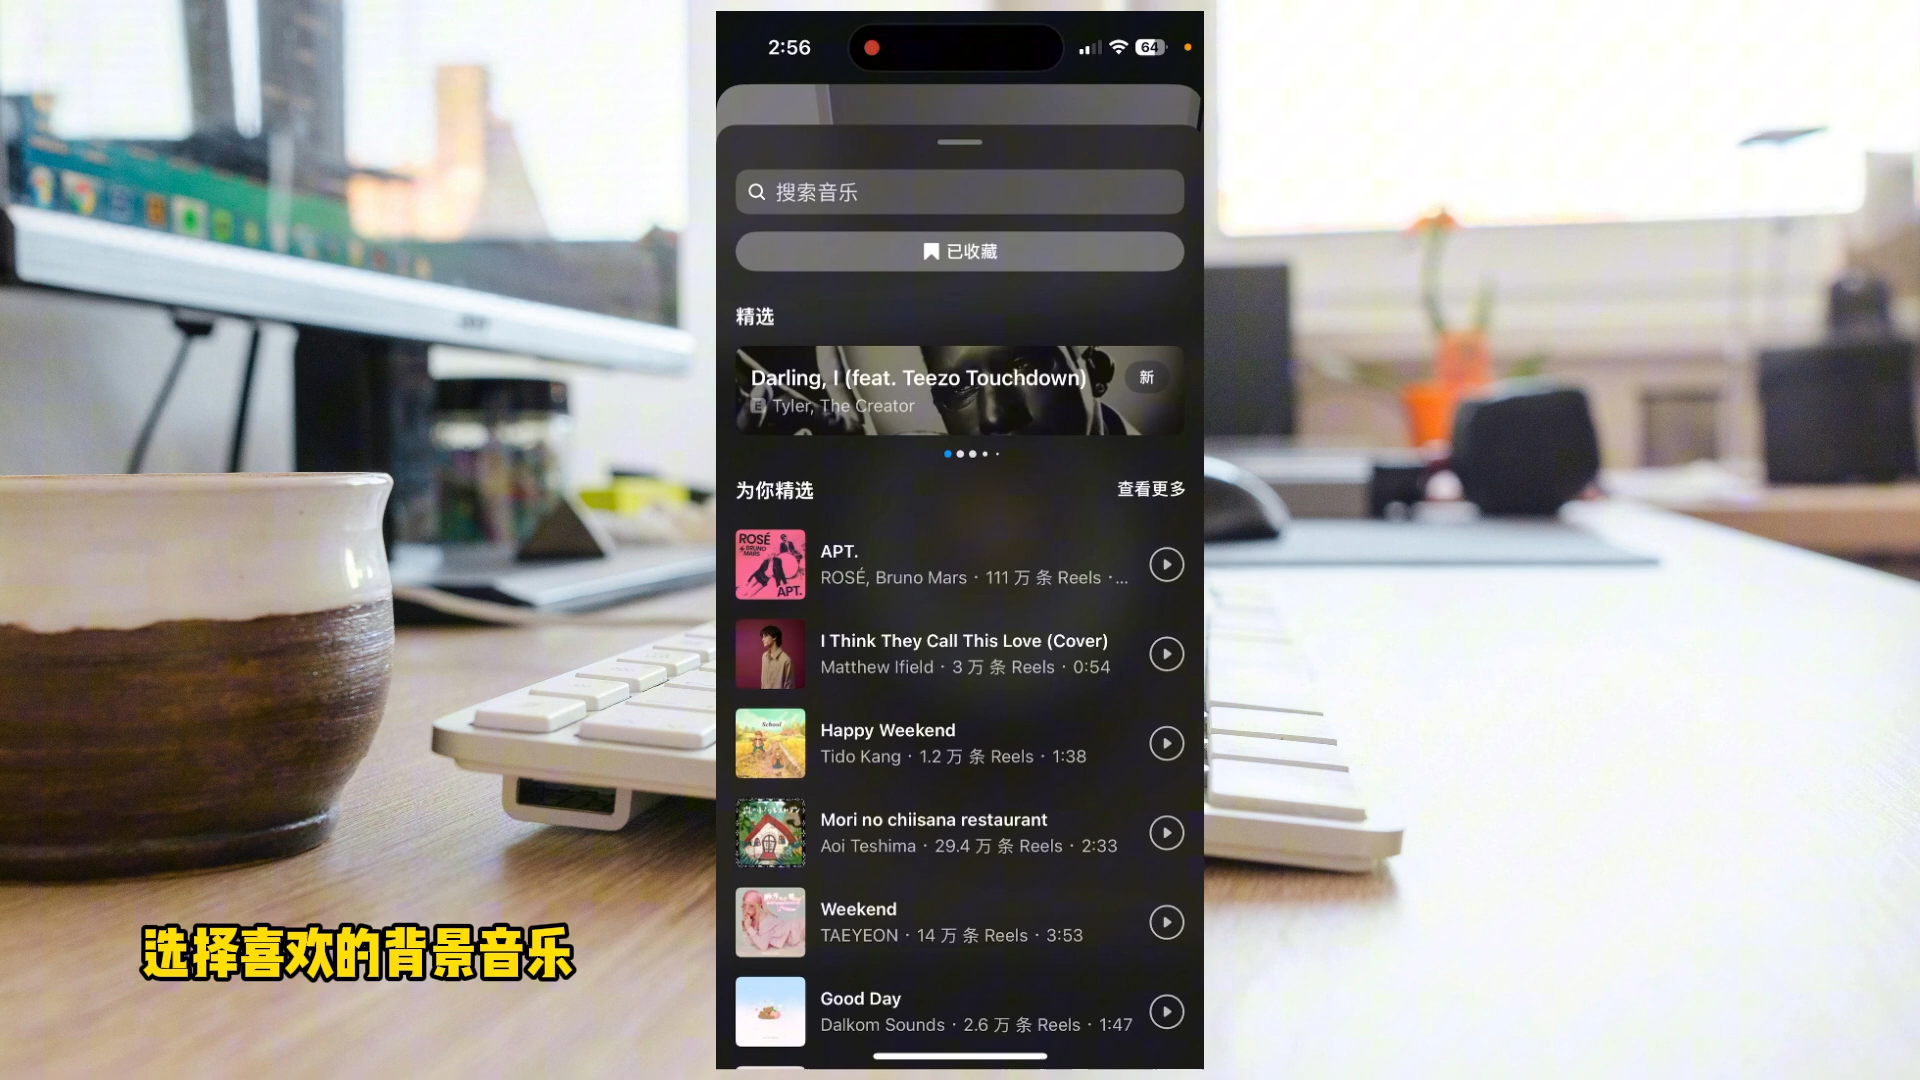 2:56
64
搜索音乐
已收藏
精选
Darling, I (feat. Teezo Touchdown)
新
E Tyler, The Creator
为你精选
查看更多
ROSÉ
& BRUNO MARS
APT.
APT.
ROSÉ, Bruno Mars · 111 万 条 Reels · ...
I Think They Call This Love (Cover)
Matthew Ifield · 3 万 条 Reels · 0:54
School
Happy Weekend
Tido Kang · 1.2 万 条 Reels · 1:38
Mori no chiisana restaurant
Aoi Teshima · 29.4 万 条 Reels · 2:33
Weekend
TAEYEON · 14 万 条 Reels · 3:53
Good Day
Dalkom Sounds · 2.6 万 条 Reels · 1:47
选择喜欢的背景音乐